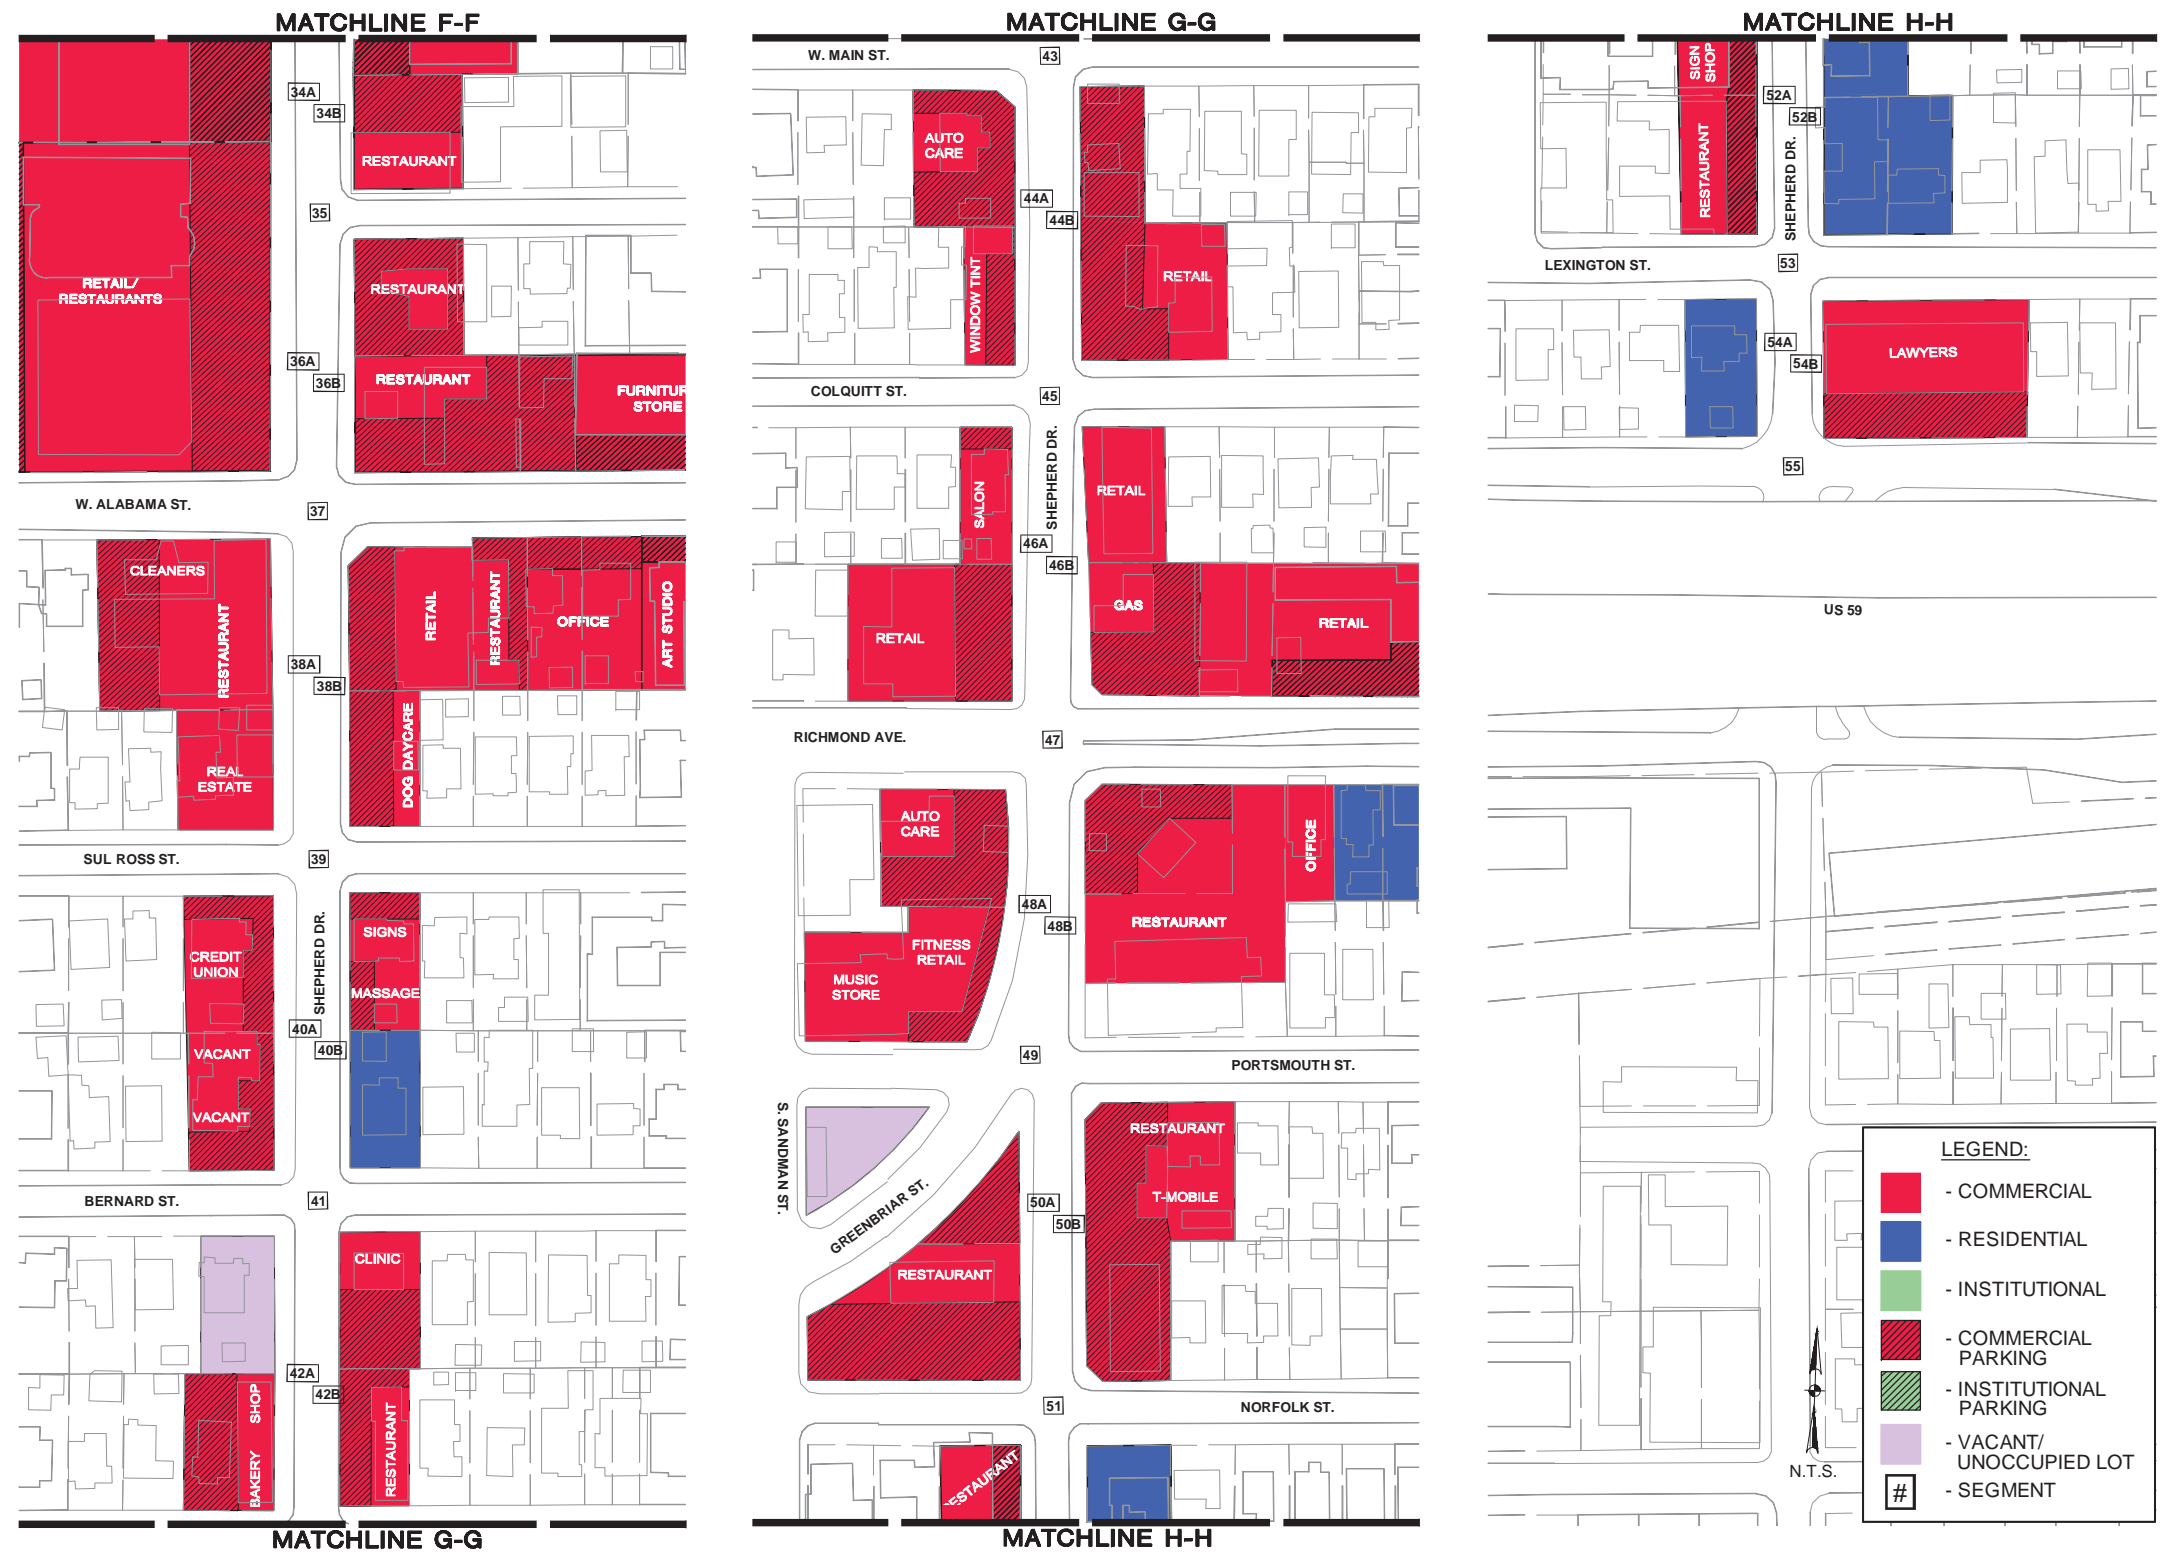 MATCHLINE F-F
34A
34B
RESTAURANT
35
RETAIL/
RESTAURANTS
RESTAURANT
36A
36B
RESTAURANT
FURNITUR
STORE
W. ALABAMA ST.
37
CLEANERS
RESTAURANT
RETAIL
RESTAURANT
OFFICE
ART STUDIO
38A
38B
DOG DAYCARE
REAL
ESTATE
SUL ROSS ST.
39
SHEPHERD DR.
CREDIT
UNION
SIGNS
MASSAGE
40A
40B
VACANT
VACANT
BERNARD ST.
41
CLINIC
42A
42B
BAKERY SHOP
RESTAURANT
MATCHLINE G-G
MATCHLINE G-G
W. MAIN ST.
43
AUTO
CARE
44A
44B
WINDOW TINT
RETAIL
COLQUITT ST.
45
SHEPHERD DR.
SALON
RETAIL
46A
46B
RETAIL
GAS
RETAIL
RICHMOND AVE.
47
AUTO
CARE
OFFICE
48A
48B
RESTAURANT
FITNESS
RETAIL
MUSIC
STORE
49
PORTSMOUTH ST.
S. SANDMAN ST.
GREENBRIAR ST.
RESTAURANT
T-MOBILE
50A
50B
RESTAURANT
51
NORFOLK ST.
ESTAURANT
MATCHLINE H-H
MATCHLINE H-H
SIGN
SHOP
RESTAURANT
52A
52B
SHEPHERD DR.
LEXINGTON ST.
53
54A
54B
LAWYERS
55
US 59
N.T.S.
LEGEND:
- COMMERCIAL
- RESIDENTIAL
- INSTITUTIONAL
- COMMERCIAL
PARKING
- INSTITUTIONAL
PARKING
- VACANT/
UNOCCUPIED LOT
# - SEGMENT